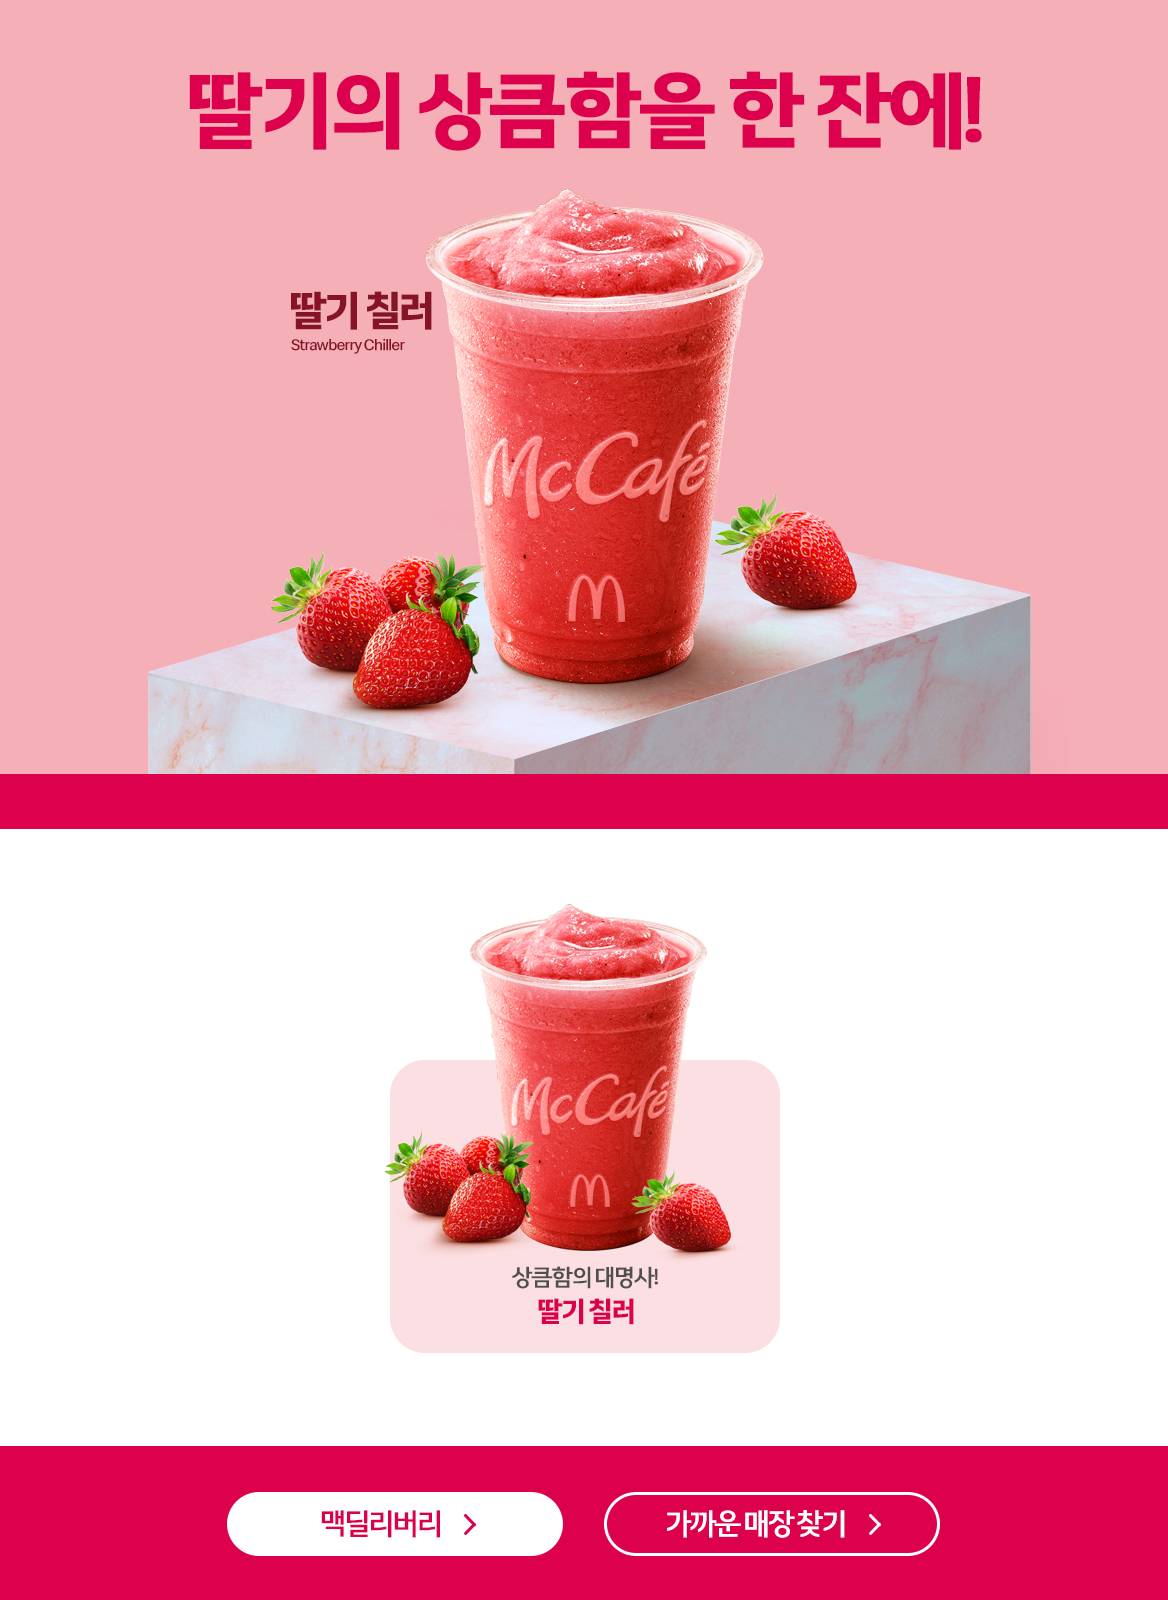 딸기의 상큼함을 한 잔에!
딸기 칠러
Strawberry Chiller
McCafé
McCafé
상큼함의 대명사!
딸기 칠러
맥딜리버리
가까운 매장 찾기